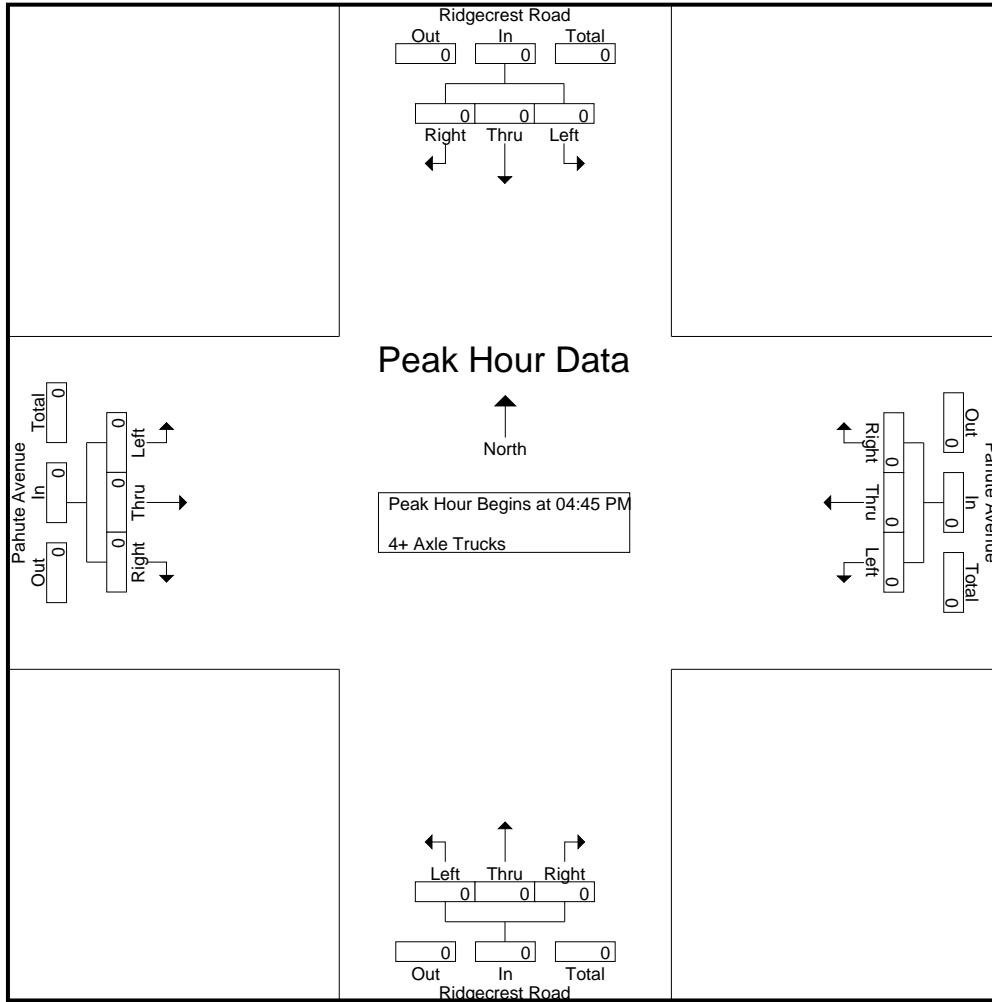 Ridgecrest Road
Out In Total
0 0 0
0 0 0
Right Thru Left
Peak Hour Data
North
Peak Hour Begins at 04:45 PM
4+ Axle Trucks
Pahute Avenue
Out In Total
0 0 0
0 0 0
Left Thru Right
Pahute Avenue
Out In Total
0 0 0
0 0 0
Right Thru Left
Left Thru Right
0 0 0
0 0 0
Out In Total
Ridgecrest Road